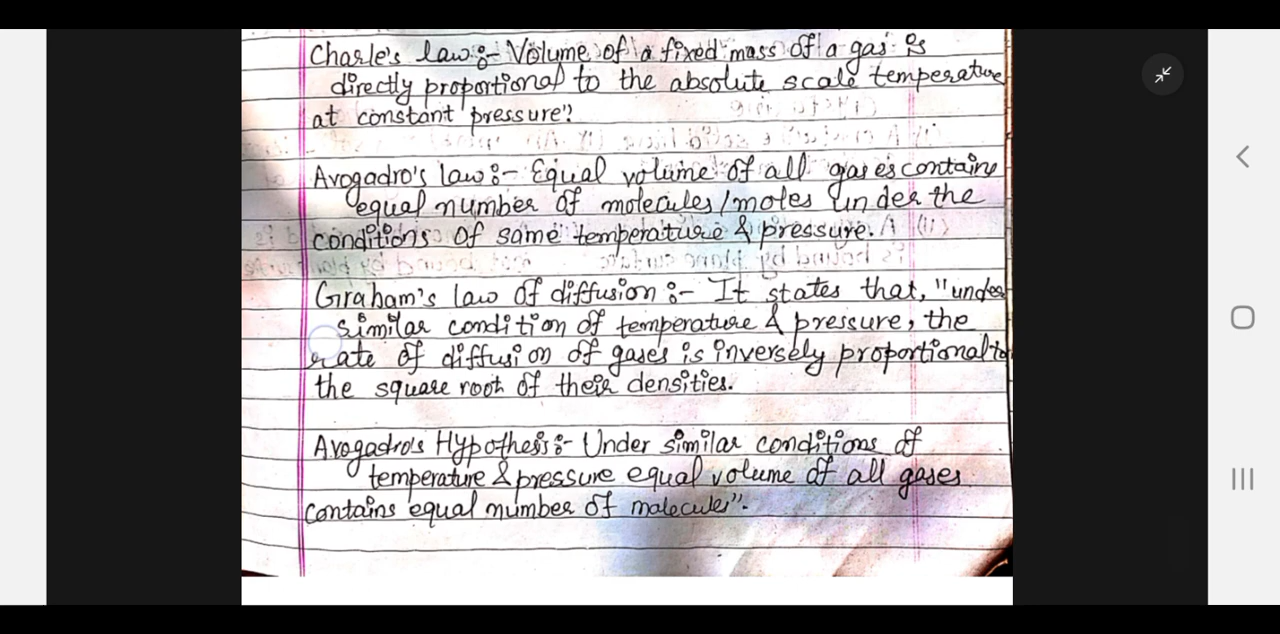 Charle's law:- Volume of a fixed mass of a gas is
directly proportional to the absolute scale temperature
at constant pressure".
Avogadro's law:- Equal volume of all gases contains
equal number of molecules/moles under the
conditions of same temperature & pressure.
Graham's law of diffusion:- It states that, "under
similar condition of temperature & pressure, the
rate of diffusion of gases is inversely proportional to
the square root of their densities.
Avogadro's Hypothesis:- Under similar conditions of
temperature & pressure equal volume of all gases
contains equal number of molecules".